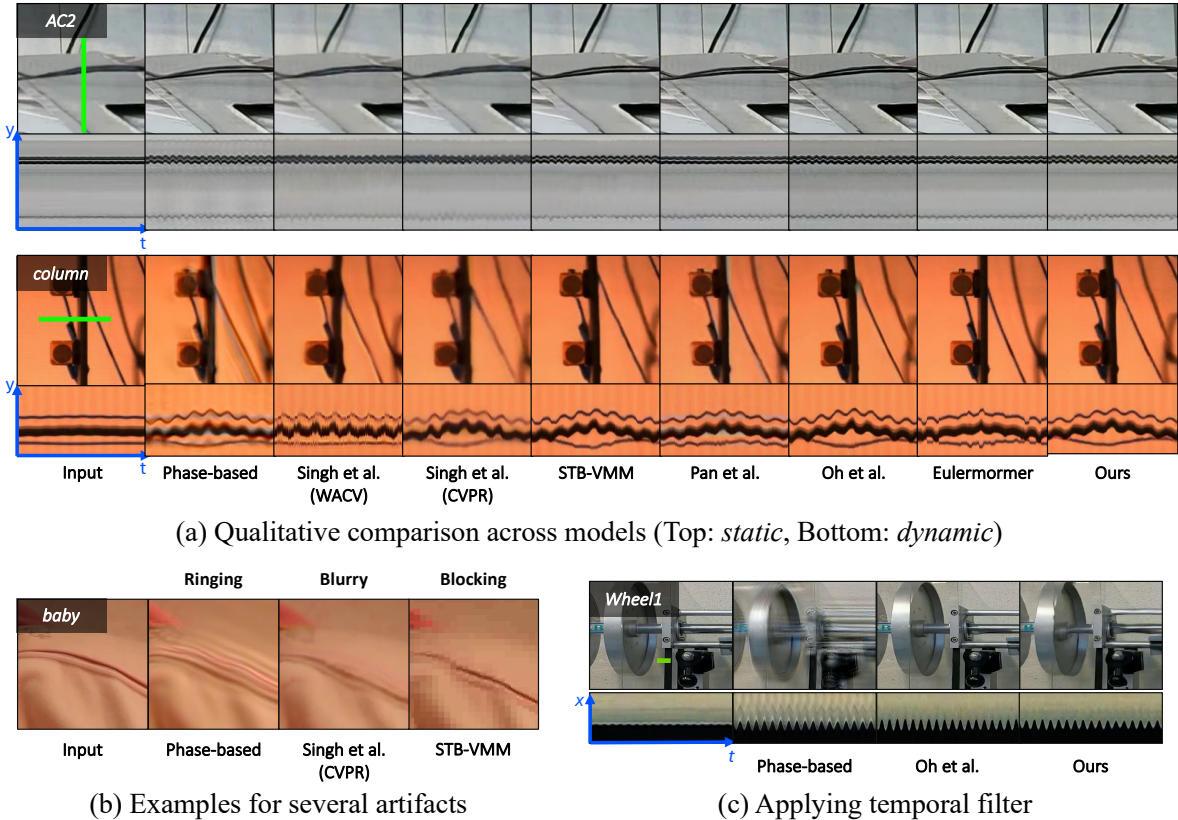 AC2
y
t
column
y
t
Input Phase-based Singh et al. (WACV) Singh et al. (CVPR) STB-VMM Pan et al. Oh et al. Eulermormer Ours
(a) Qualitative comparison across models (Top: static, Bottom: dynamic)
Ringing Blurry Blocking
baby
Input Phase-based Singh et al. (CVPR) STB-VMM
(b) Examples for several artifacts
Wheel1
x
t
Phase-based Oh et al. Ours
(c) Applying temporal filter